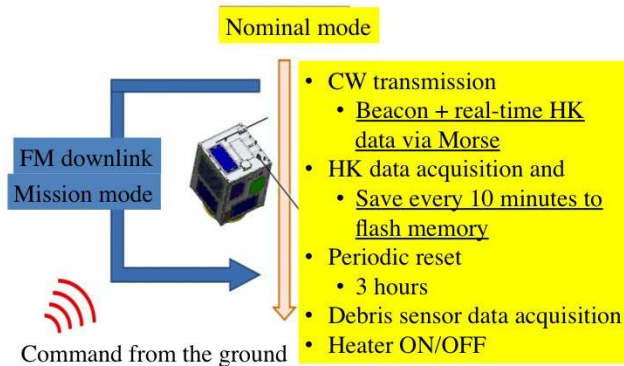 Nominal mode
• CW transmission
• Beacon + real-time HK
data via Morse
• HK data acquisition and
• Save every 10 minutes to
flash memory
• Periodic reset
• 3 hours
• Debris sensor data acquisition
• Heater ON/OFF
FM downlink
Mission mode
Command from the ground